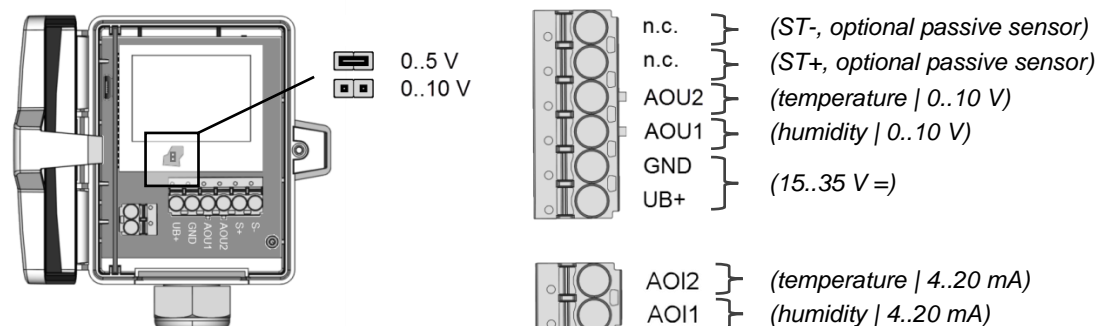 0..5 V
0..10 V
UB+
GND
AOU1
AOU2
S+
S-
n.c. (ST-, optional passive sensor)
n.c. (ST+, optional passive sensor)
AOU2 (temperature | 0..10 V)
AOU1 (humidity | 0..10 V)
GND
UB+
(15..35 V =)
AOI2 (temperature | 4..20 mA)
AOI1 (humidity | 4..20 mA)